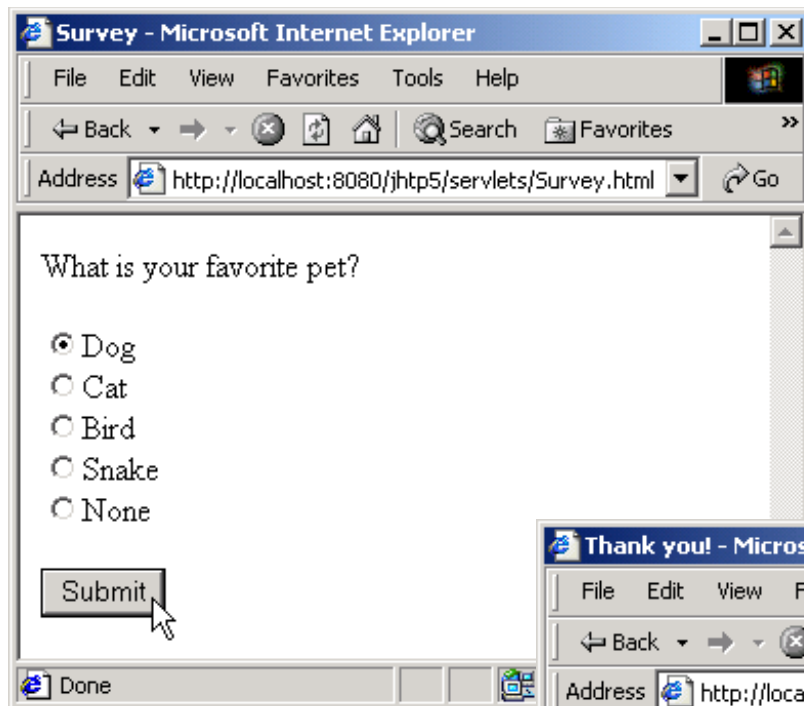 Survey - Microsoft Internet Explorer
File Edit View Favorites Tools Help
Back Search Favorites »
Address http://localhost:8080/jhtp5/servlets/Survey.html Go
What is your favorite pet?
Dog
Cat
Bird
Snake
None
Submit
Done
Thank you! - Micros
File Edit View F
Back
Address http://loca